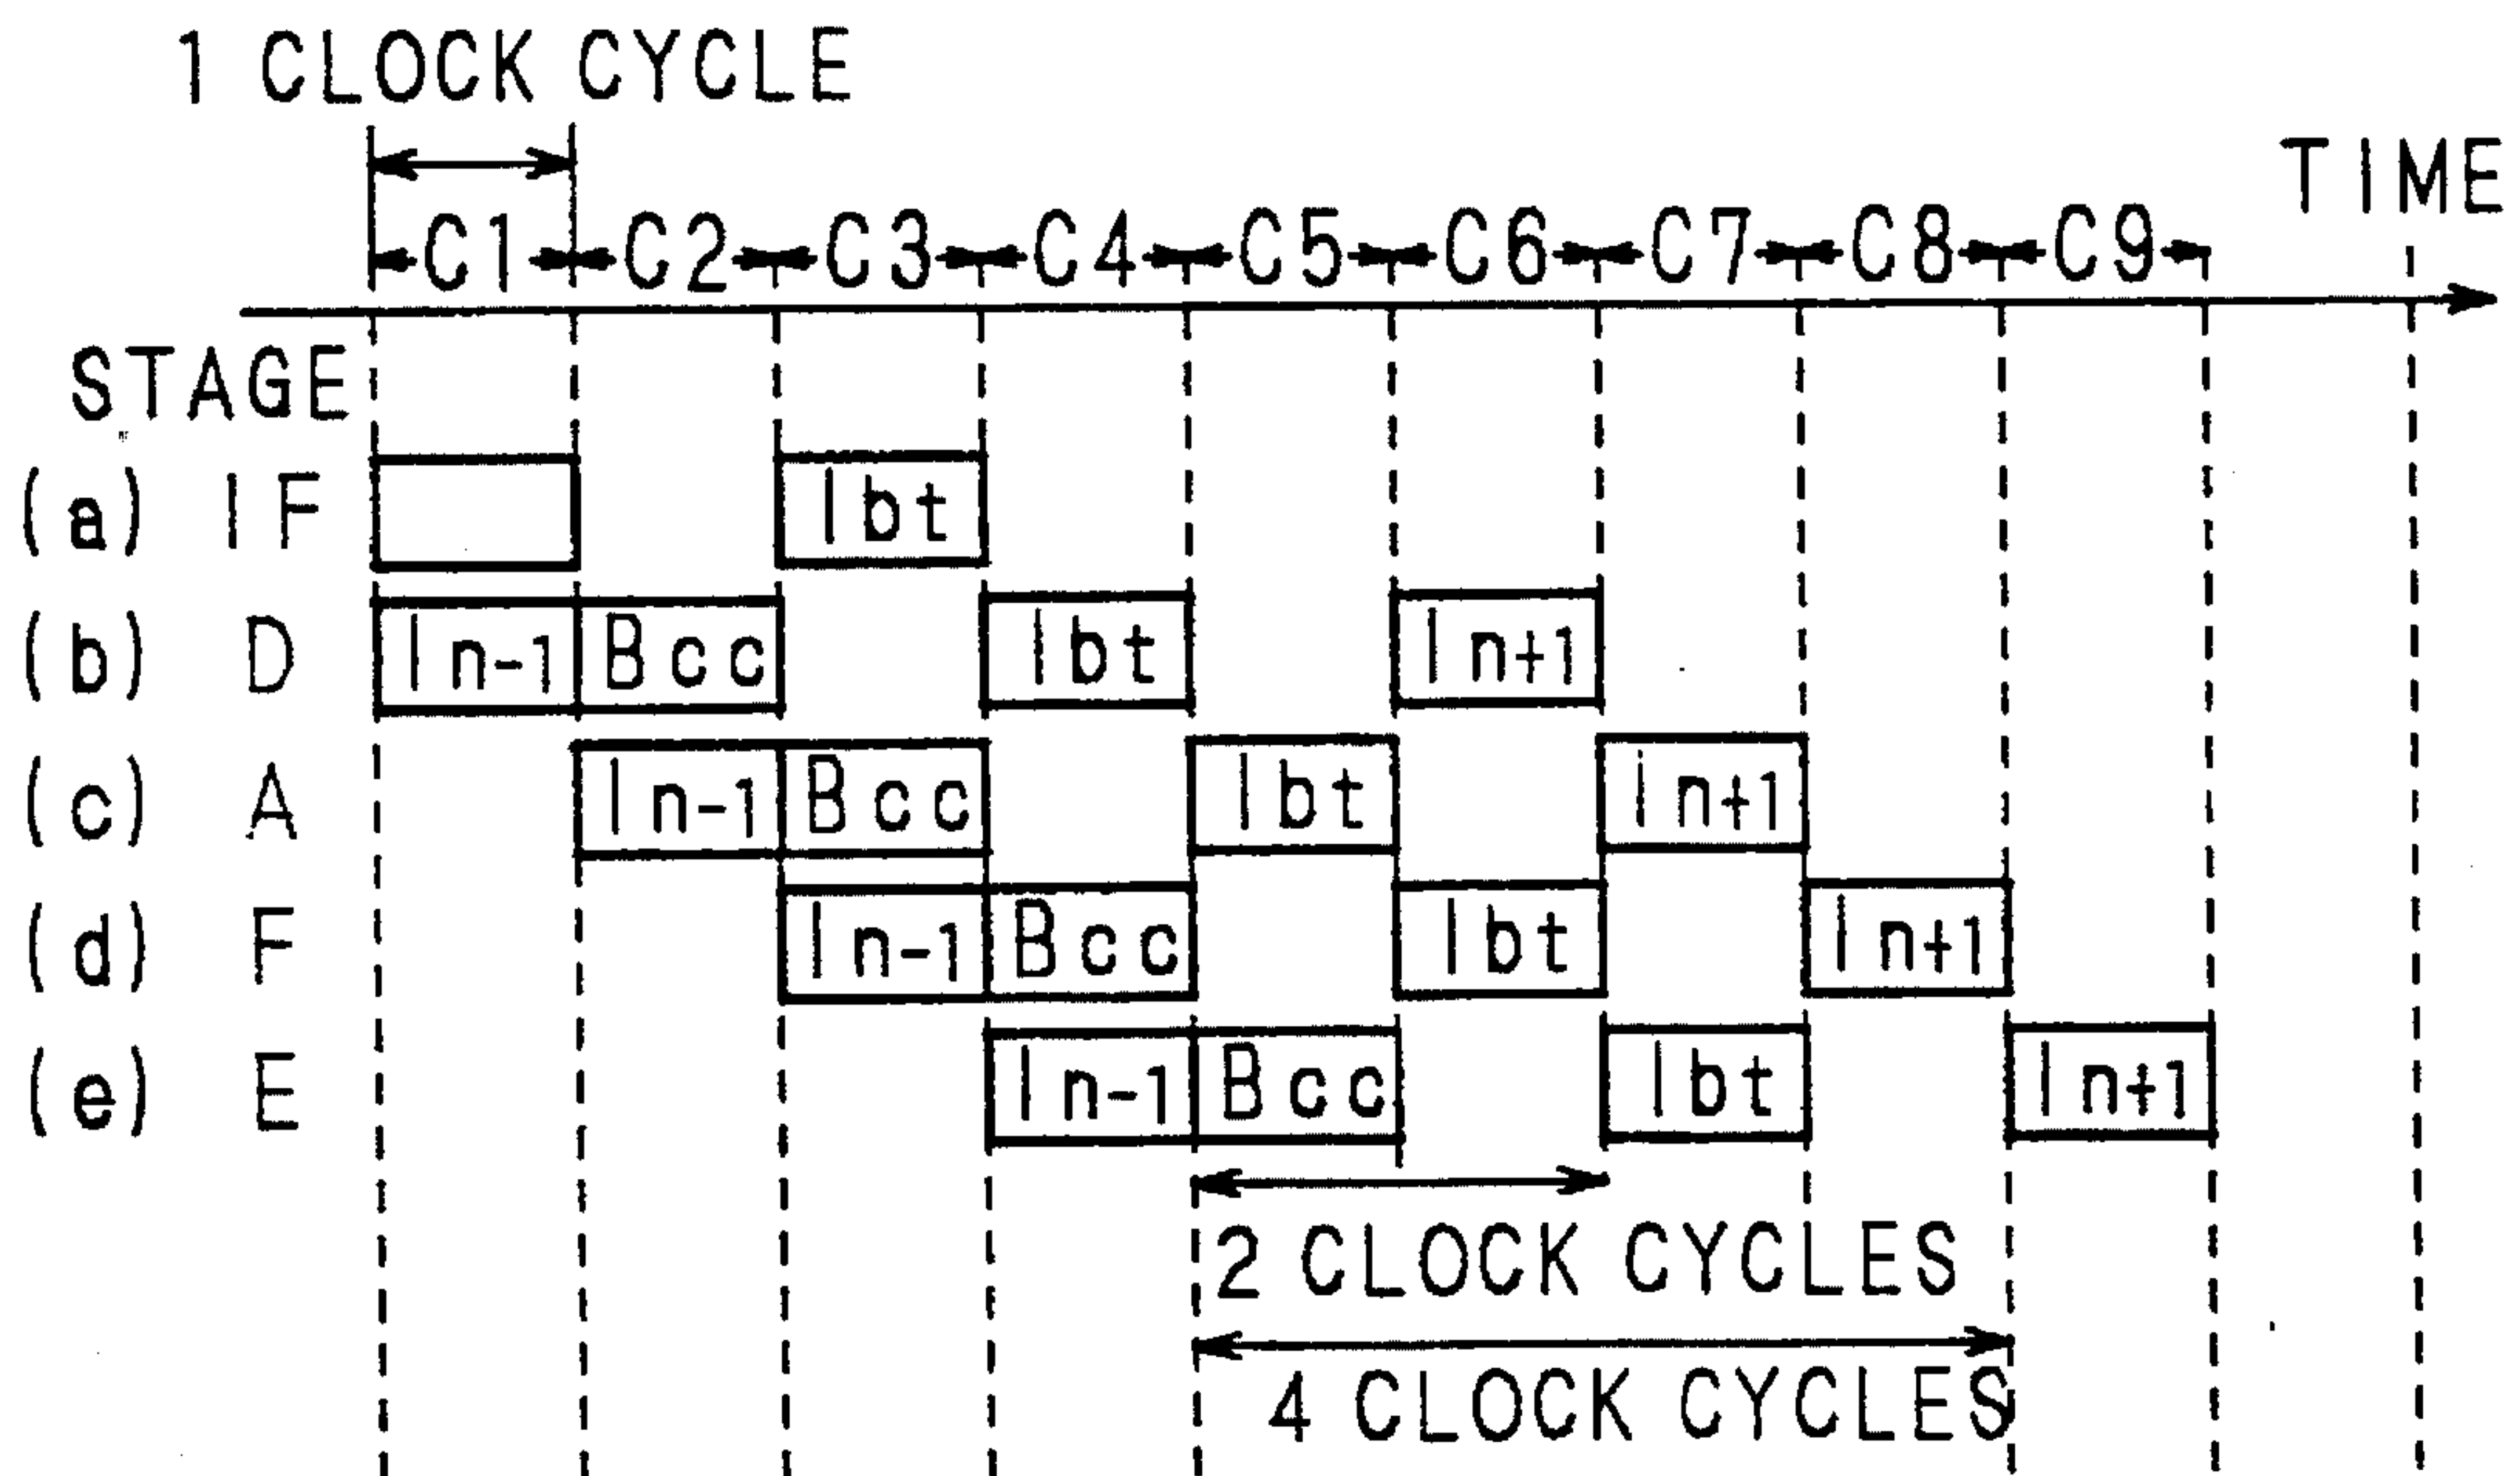 1 CLOCK CYCLE
TIME
C1 C2 C3 C4 C5 C6 C7 C8 C9
STAGE
(a) IF Ibt
(b) D In-1 Bcc Ibt In+1
(c) A In-1 Bcc Ibt in+1
(d) F In-1 Bcc Ibt In+1
(e) E In-1 Bcc Ibt In+1
2 CLOCK CYCLES
4 CLOCK CYCLES